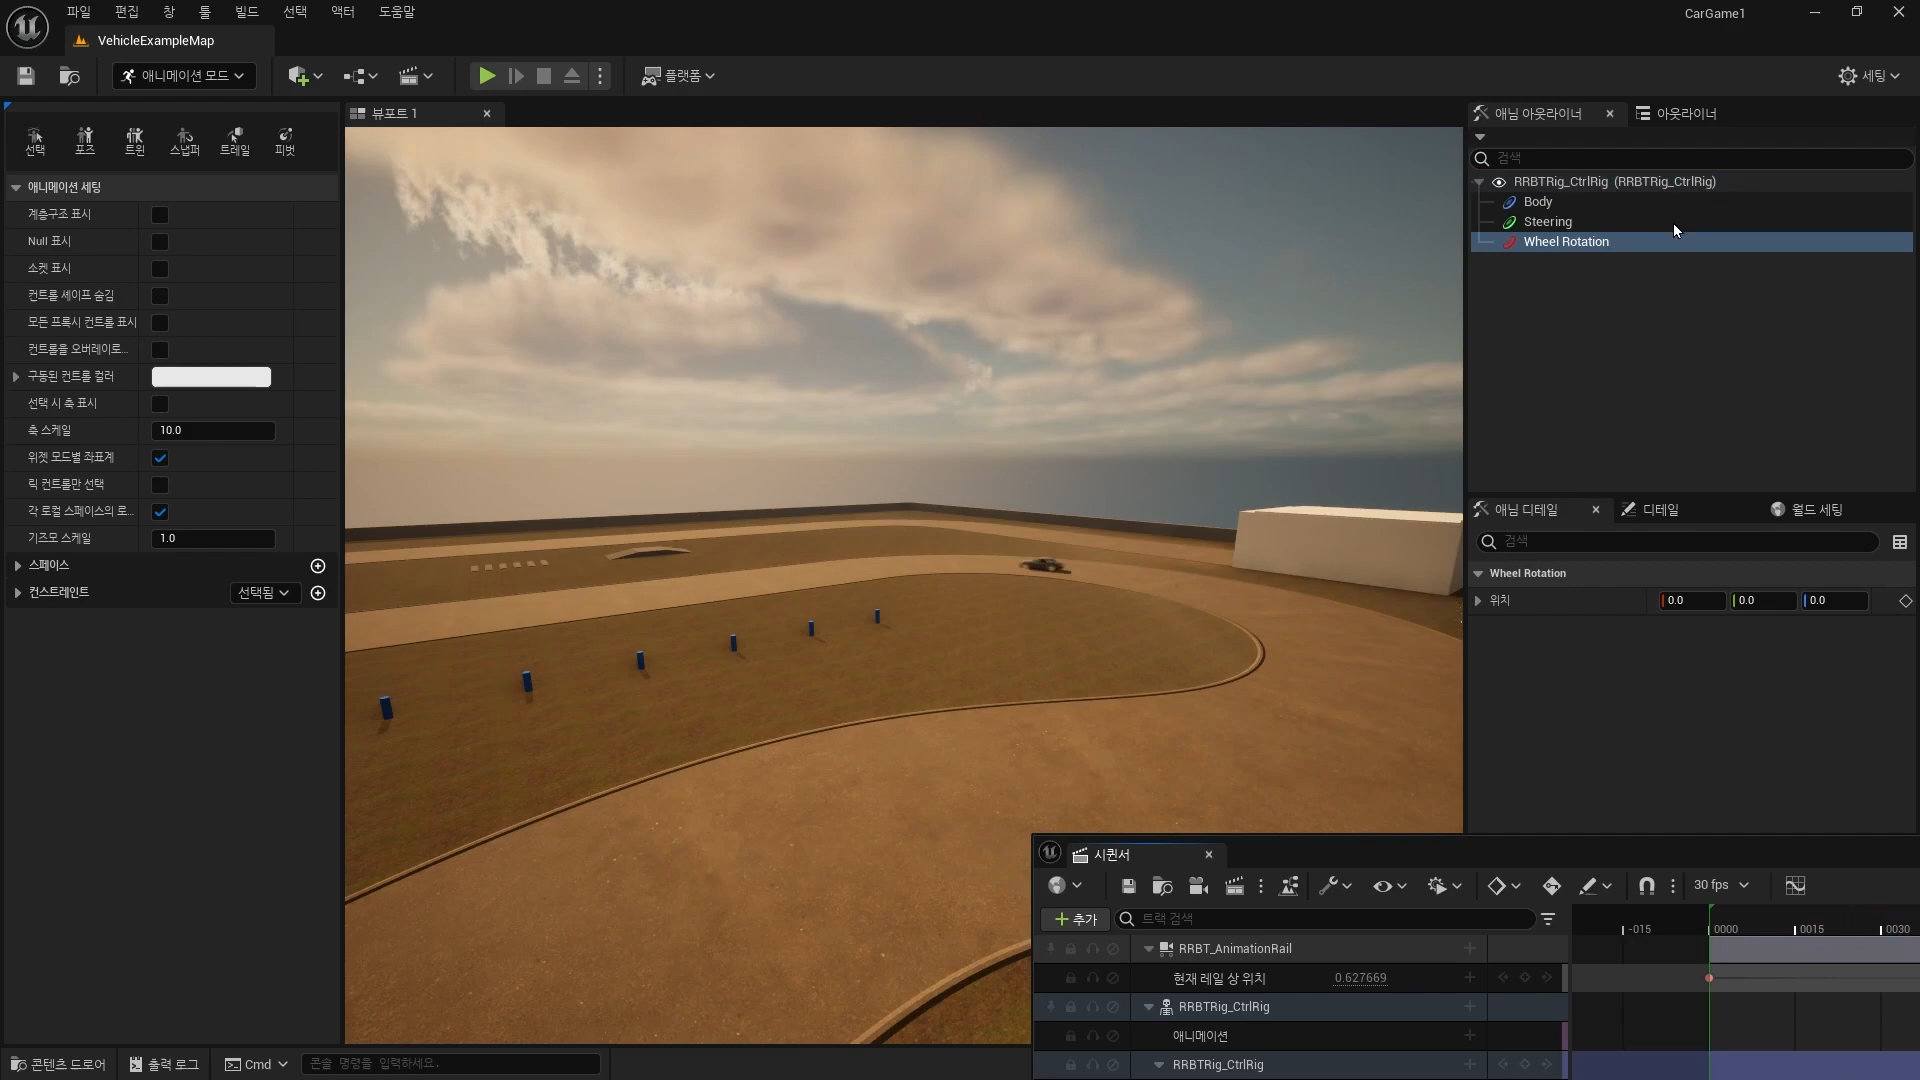 파일 편집 창 툴 빌드 선택 액터 도움말
CarGame1
VehicleExampleMap
애니메이션 모드
플랫폼
세팅
선택 포즈 트윈 스냅퍼 트레일 피벗
애니메이션 세팅
계층구조 표시
Null 표시
소켓 표시
컨트롤 셰이프 숨김
모든 프록시 컨트롤 표시
컨트롤을 오버레이로...
구동된 컨트롤 컬러
선택 시 축 표시
축 스케일 10.0
위젯 모드별 좌표계
릭 컨트롤만 선택
각 로컬 스페이스의 로...
기즈모 스케일 1.0
스페이스
컨스트레인트 선택됨
뷰포트 1
애님 아웃라이너 아웃라이너
검색
RRBTRig_CtrlRig (RRBTRig_CtrlRig)
Body
Steering
Wheel Rotation
애님 디테일 디테일 월드 세팅
검색
Wheel Rotation
위치 0.0 0.0 0.0
시퀀서
30 fps
추가 트랙 검색
-015 0000 0015 0030
RRBT_AnimationRail
현재 레일 상 위치 0.627669
RRBTRig_CtrlRig
애니메이션
RRBTRig_CtrlRig
콘텐츠 드로어 출력 로그 Cmd 콘솔 명령을 입력하세요.